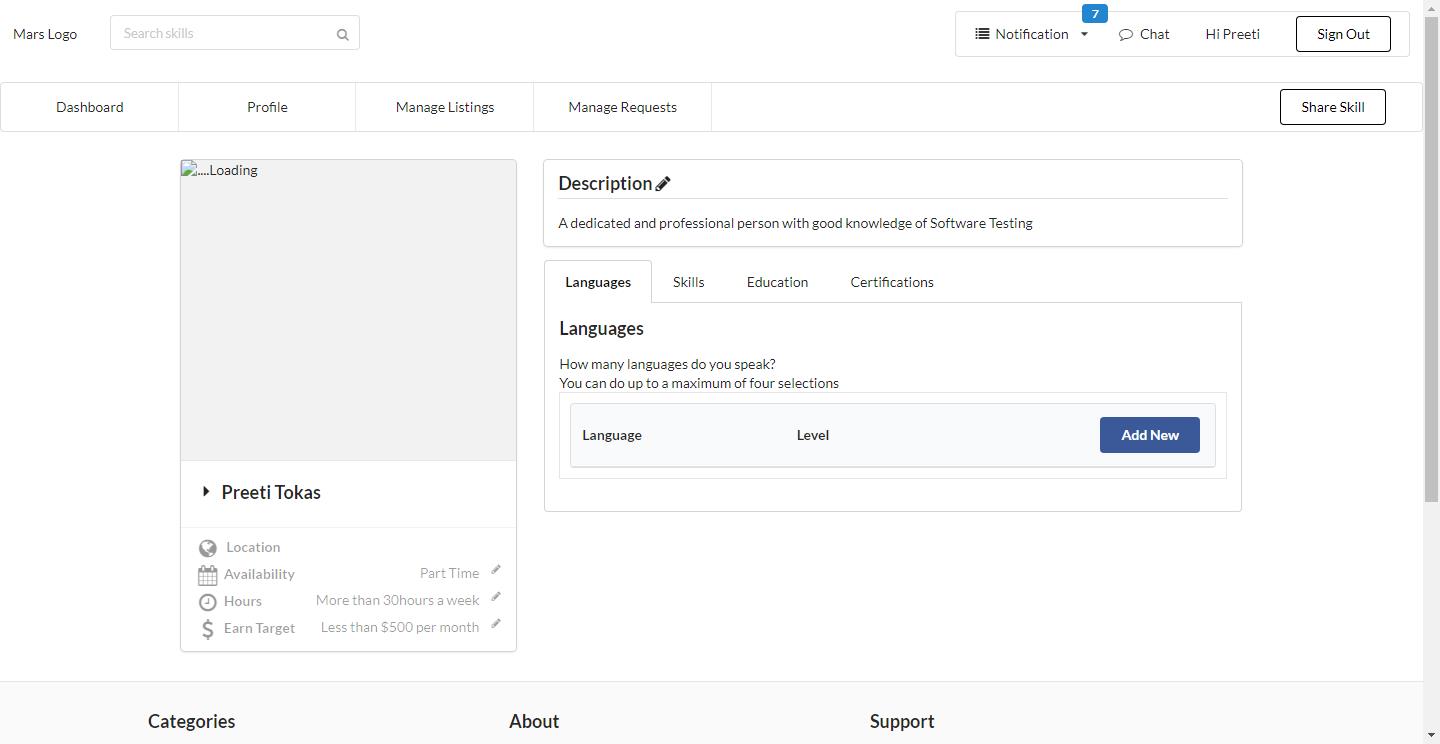 Mars Logo
Search skills
7
Notification
Chat
Hi Preeti
Sign Out
Dashboard
Profile
Manage Listings
Manage Requests
Share Skill
....Loading
Description
A dedicated and professional person with good knowledge of Software Testing
Languages
Skills
Education
Certifications
Languages
How many languages do you speak?
You can do up to a maximum of four selections
Language
Level
Add New
Preeti Tokas
Location
Availability
Part Time
Hours
More than 30hours a week
Earn Target
Less than $500 per month
Categories
About
Support